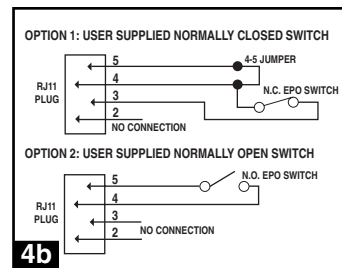 OPTION 1: USER SUPPLIED NORMALLY CLOSED SWITCH
5
4-5 JUMPER
4
RJ11
PLUG
N.C. EPO SWITCH
3
2
NO CONNECTION
OPTION 2: USER SUPPLIED NORMALLY OPEN SWITCH
5
N.O. EPO SWITCH
4
RJ11
PLUG
3
NO CONNECTION
2
4b